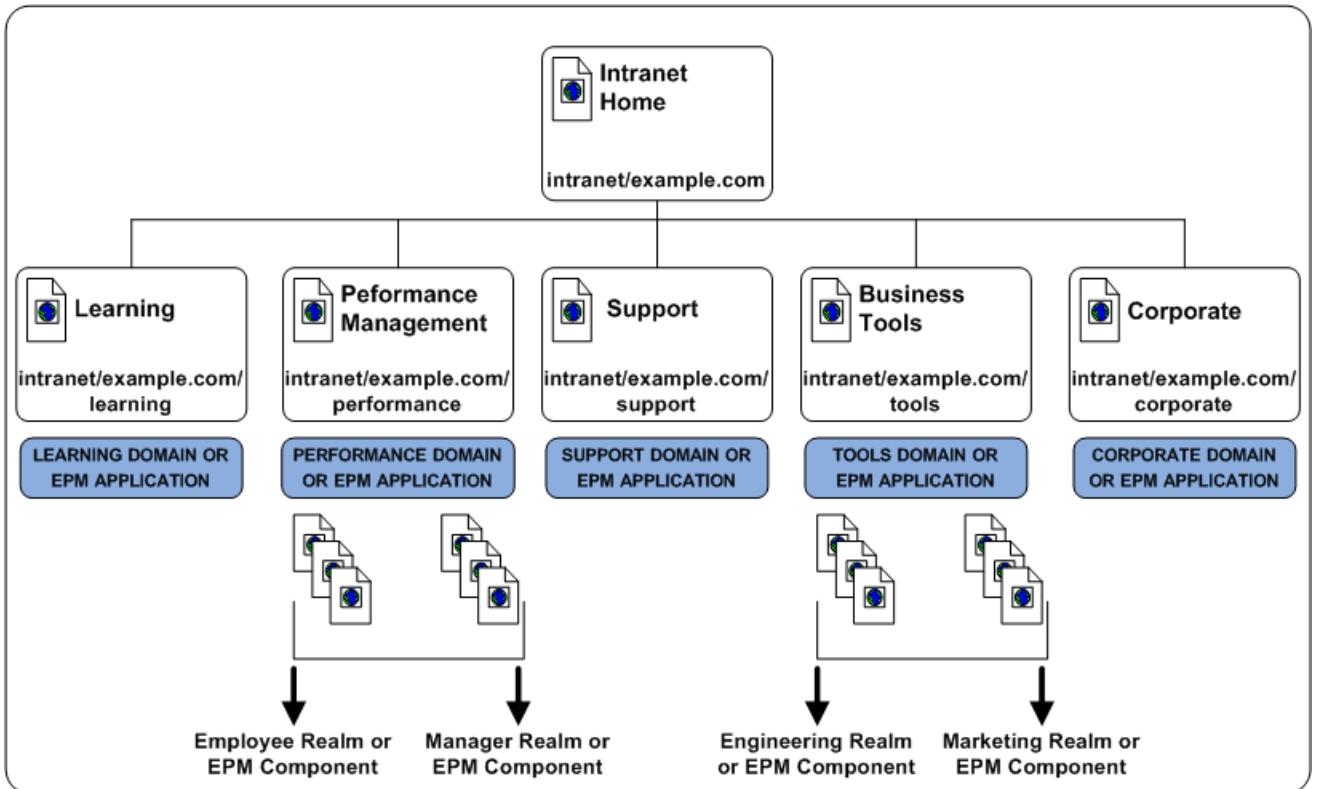 Intranet
Home
intranet/example.com
Learning
intranet/example.com/
learning
Peformance
Management
intranet/example.com/
performance
Support
intranet/example.com/
support
Business
Tools
intranet/example.com/
tools
Corporate
intranet/example.com/
corporate
LEARNING DOMAIN OR
EPM APPLICATION
PERFORMANCE DOMAIN
OR EPM APPLICATION
SUPPORT DOMAIN OR
EPM APPLICATION
TOOLS DOMAIN OR
EPM APPLICATION
CORPORATE DOMAIN
OR EPM APPLICATION
Employee Realm or
EPM Component
Manager Realm or
EPM Component
Engineering Realm
or EPM Component
Marketing Realm or
EPM Component